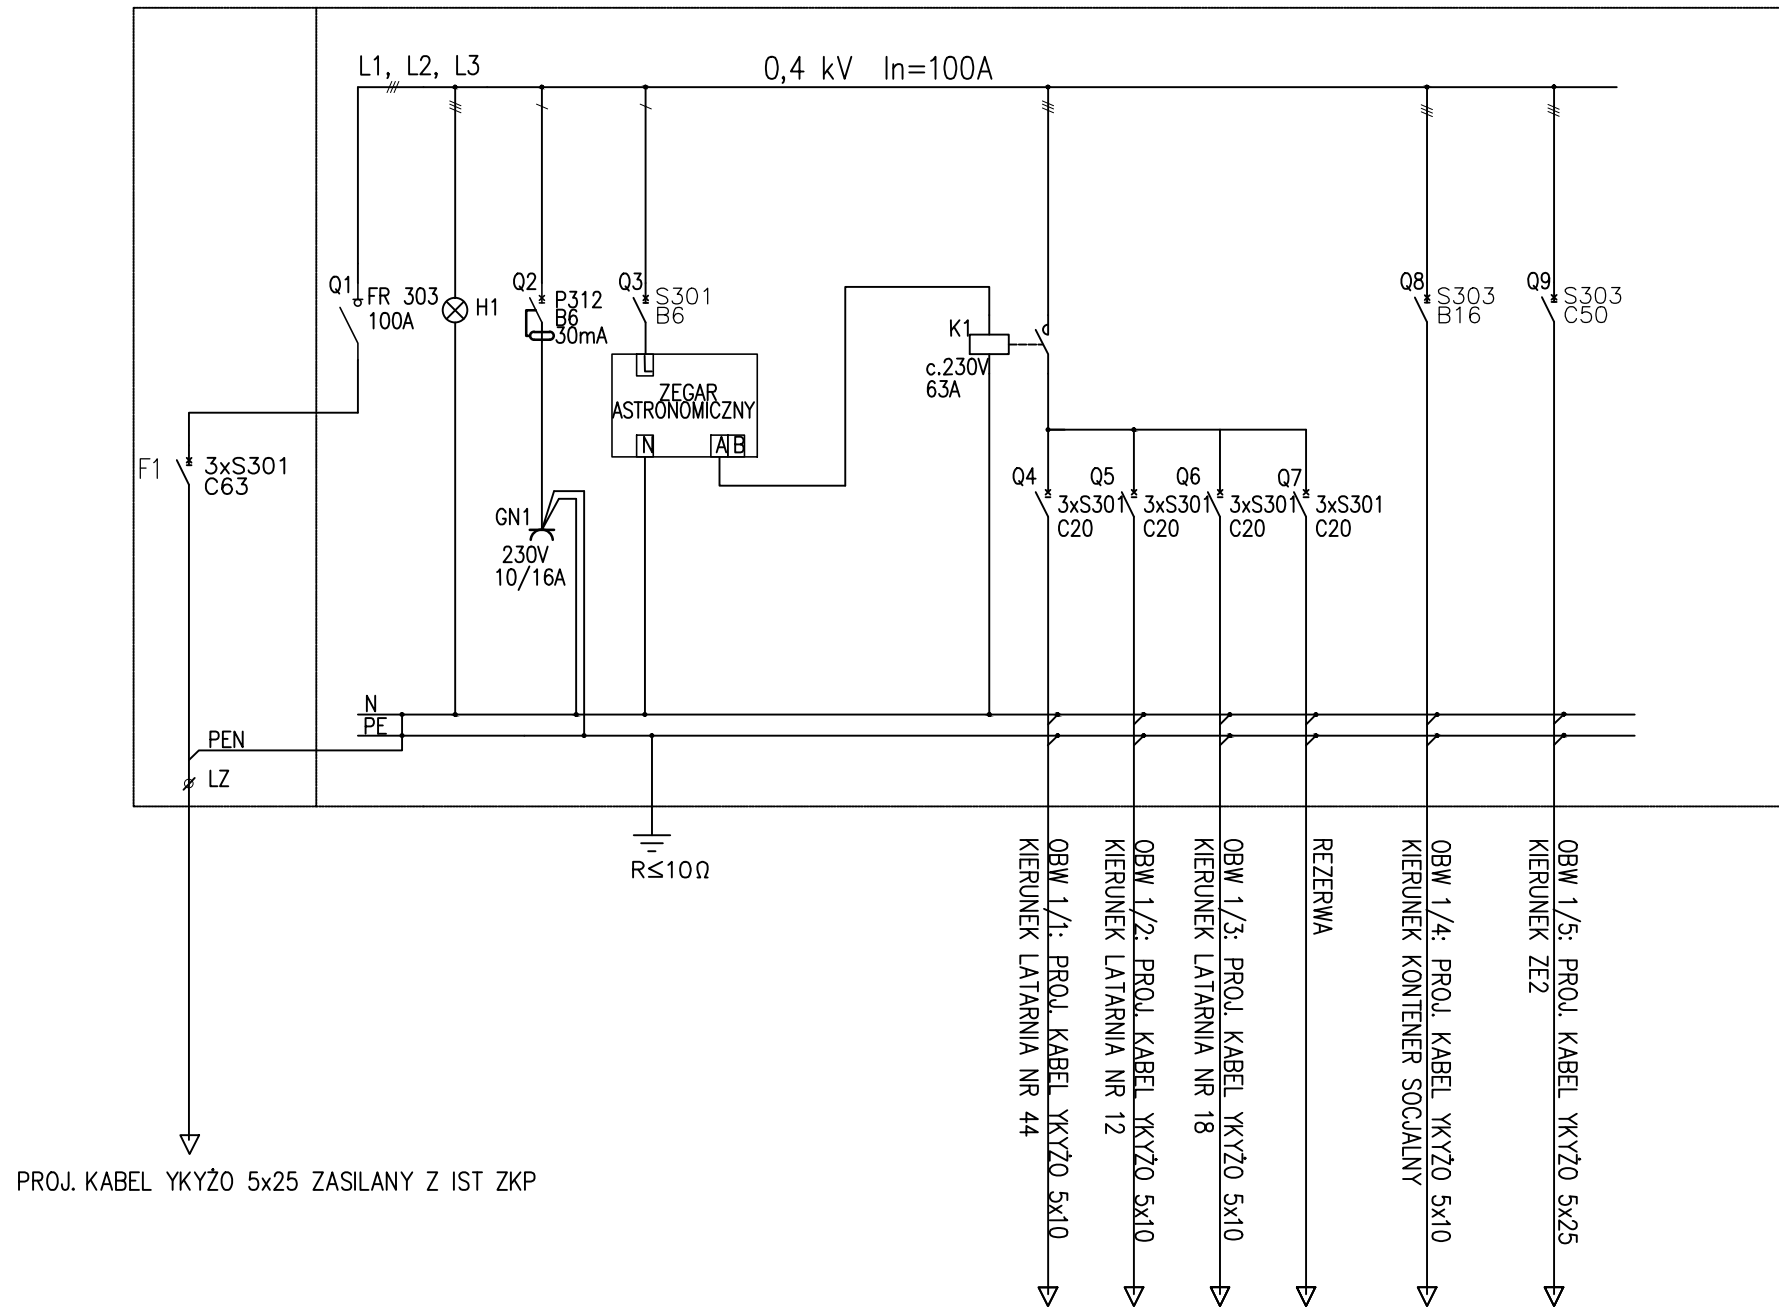 L1, L2, L3
0,4 kV In=100A
Q1
FR 303
100A
H1
Q2
P312
B6
30mA
Q3
S301
B6
L
ZEGAR
ASTRONOMICZNY
N
A B
K1
c.230V
63A
Q8
S303
B16
Q9
S303
C50
F1
3xS301
C63
GN1
230V
10/16A
Q4
3xS301
C20
Q5
3xS301
C20
Q6
3xS301
C20
Q7
3xS301
C20
N
PE
PEN
LZ
R≤10Ω
OBW 1/1: PROJ. KABEL YKYŻO 5x10
KIERUNEK LATARNIA NR 44
OBW 1/2: PROJ. KABEL YKYŻO 5x10
KIERUNEK LATARNIA NR 12
OBW 1/3: PROJ. KABEL YKYŻO 5x10
KIERUNEK LATARNIA NR 18
REZERWA
OBW 1/4: PROJ. KABEL YKYŻO 5x10
KIERUNEK KONTENER SOCJALNY
OBW 1/5: PROJ. KABEL YKYŻO 5x25
KIERUNEK ZE2
PROJ. KABEL YKYŻO 5x25 ZASILANY Z IST ZKP